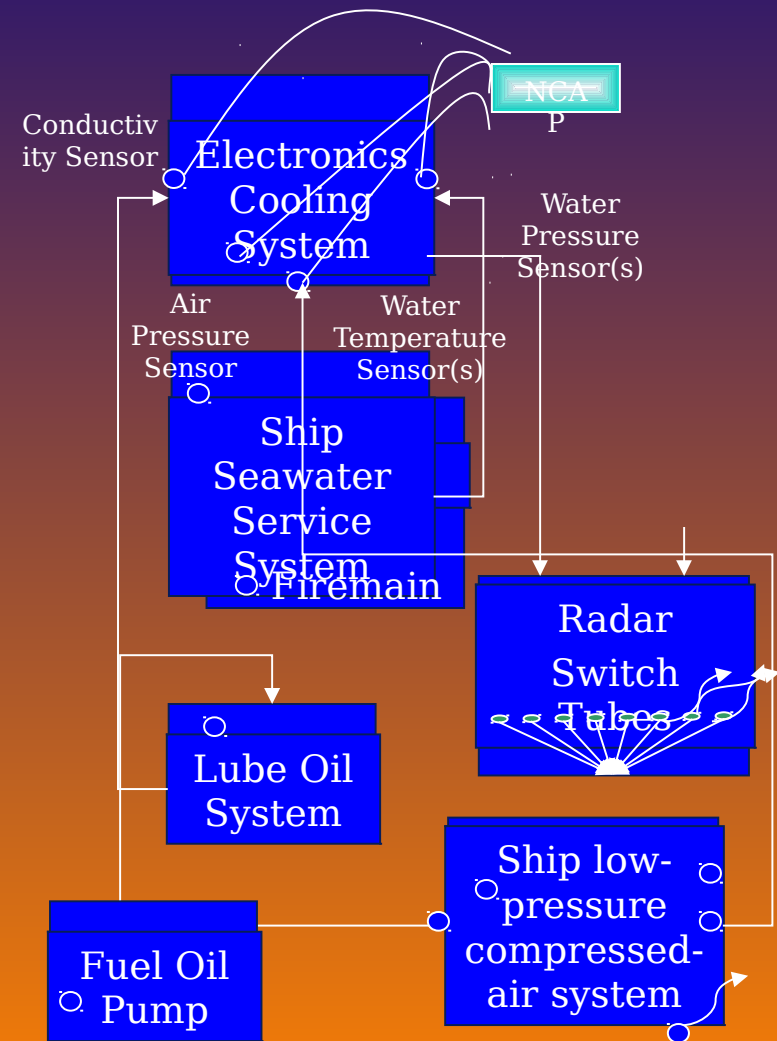 NCA
P
Conductiv
ity Sensor
Electronics
Cooling
System
Water
Pressure
Sensor(s)
Air
Pressure
Sensor
Water
Temperature
Sensor(s)
Ship
Seawater
Service
System
Firemain
Radar
Switch
Tubes
Lube Oil
System
Ship low-
pressure
compressed-
air system
Fuel Oil
Pump